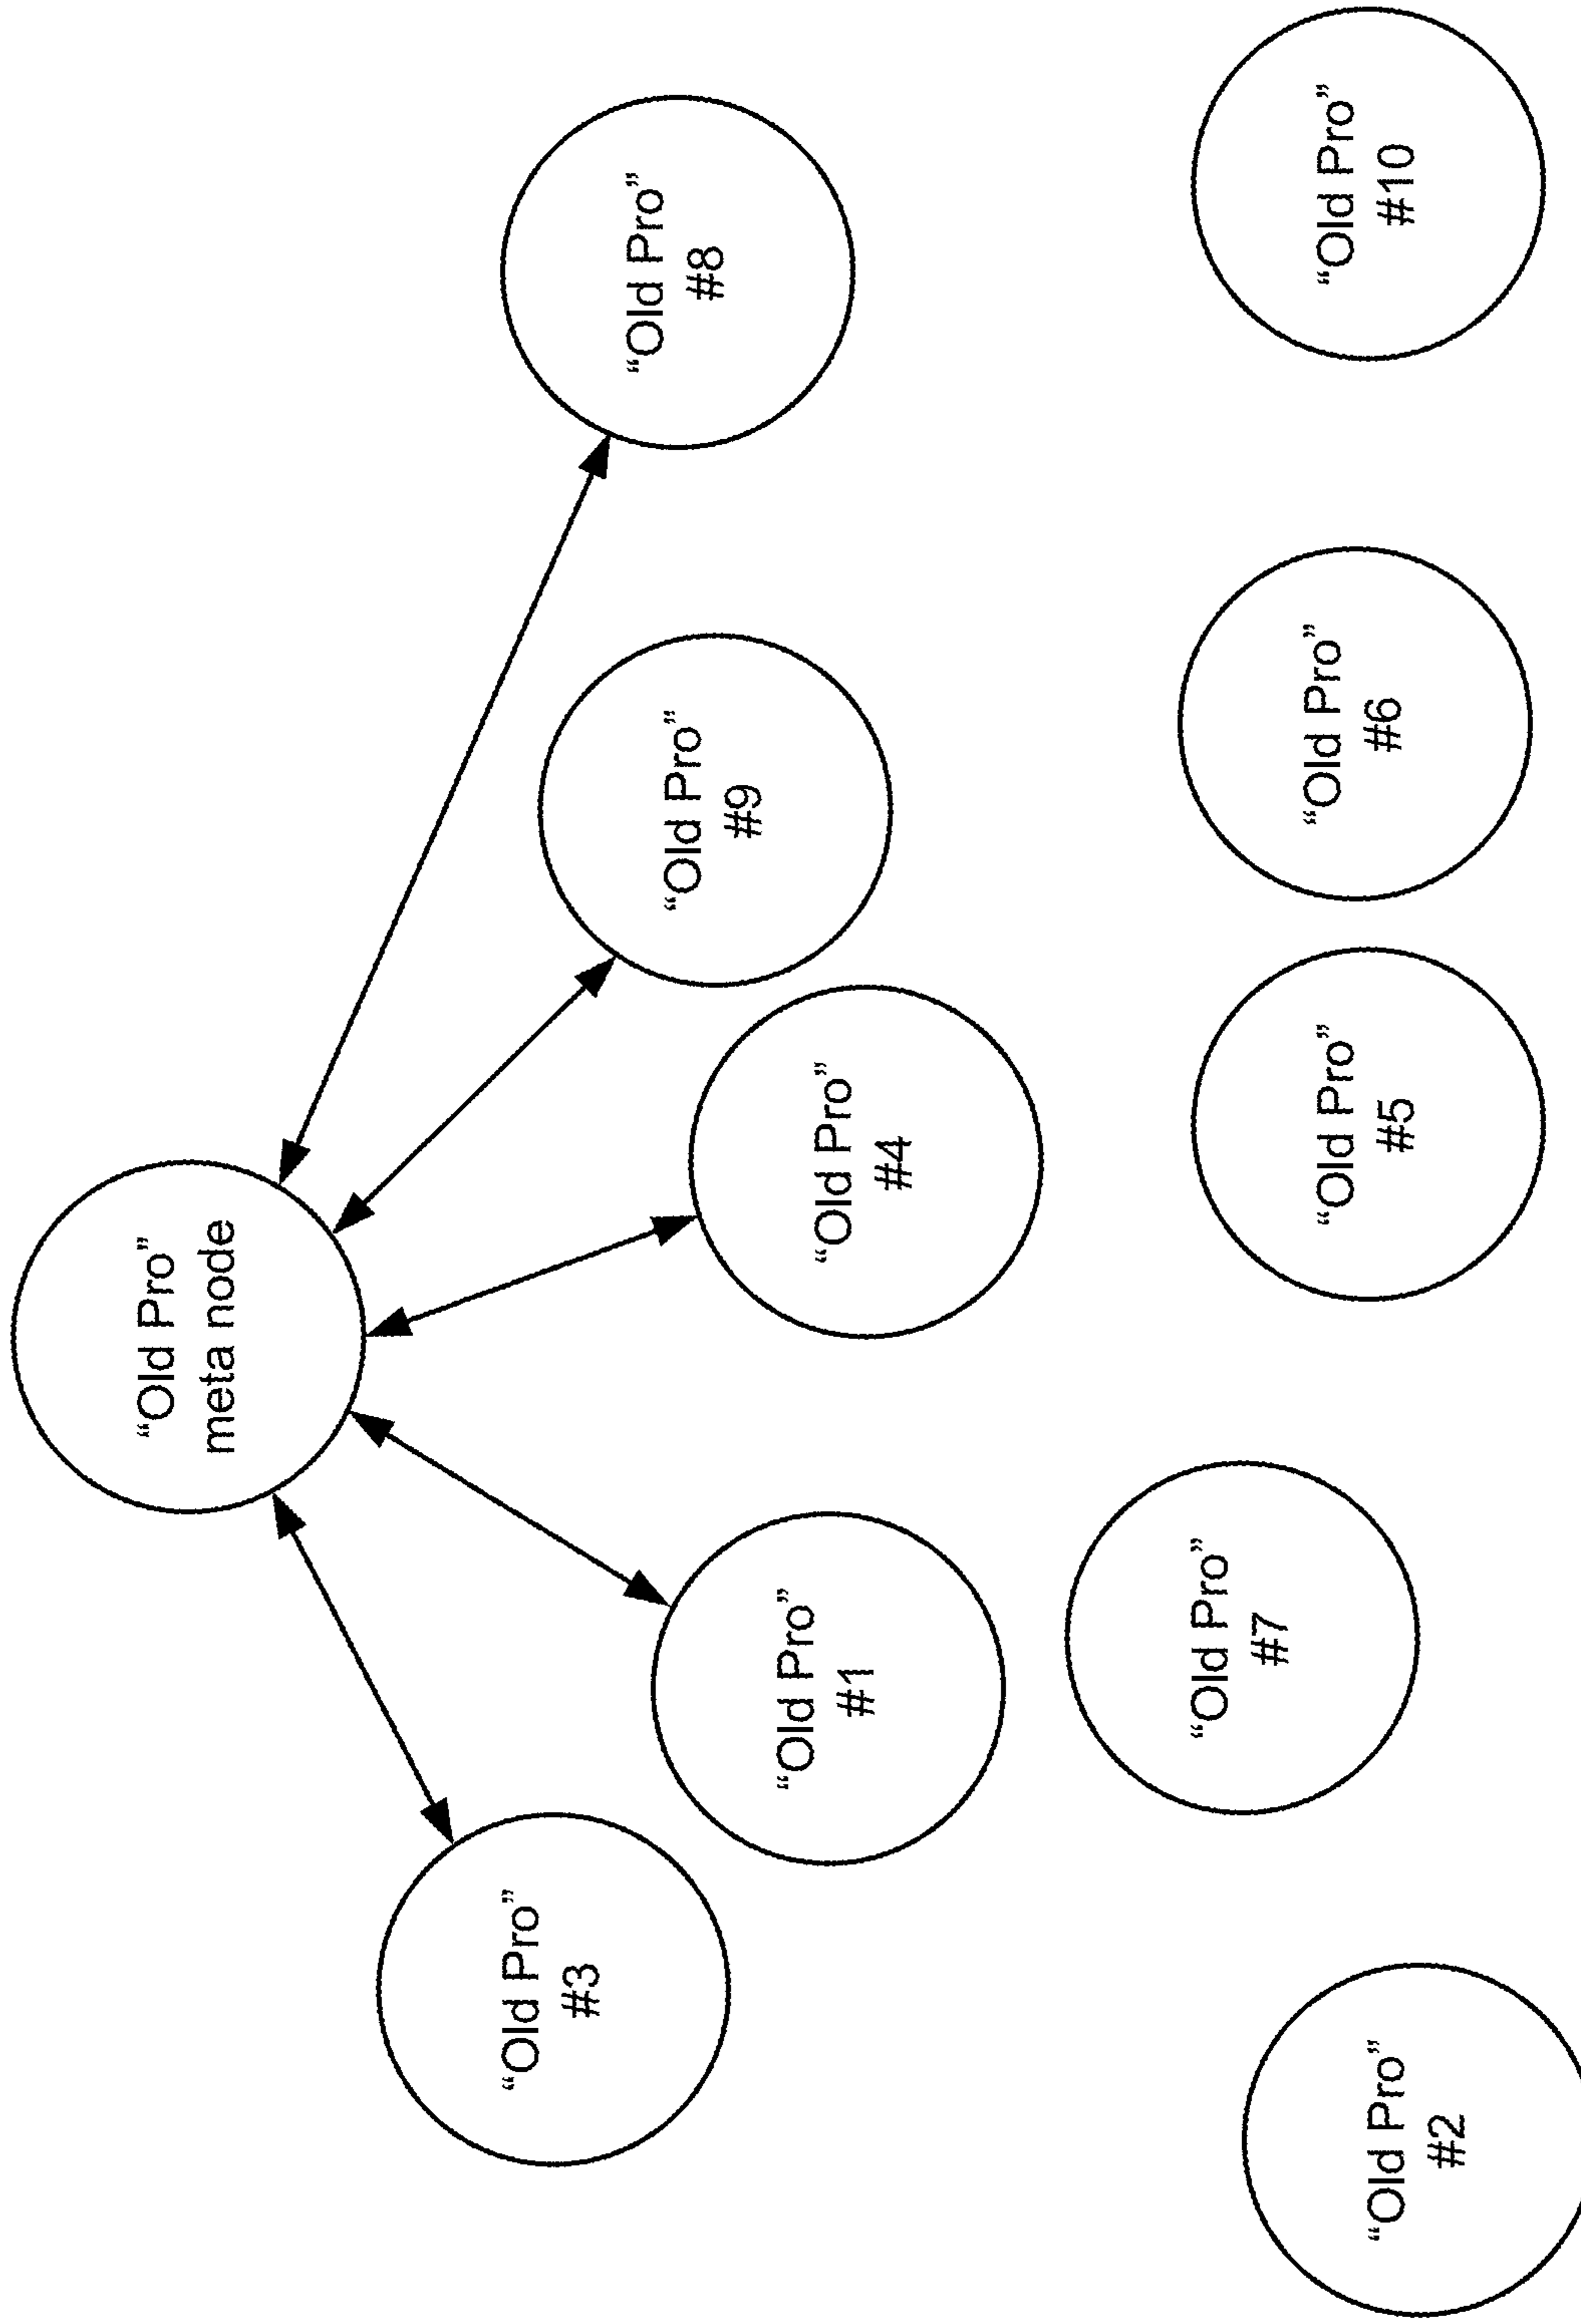 “Old Pro”
meta node
“Old Pro”
#3
“Old Pro”
#1
“Old Pro”
#4
“Old Pro”
#9
“Old Pro”
#8
“Old Pro”
#2
“Old Pro”
#7
“Old Pro”
#5
“Old Pro”
#6
“Old Pro”
#10